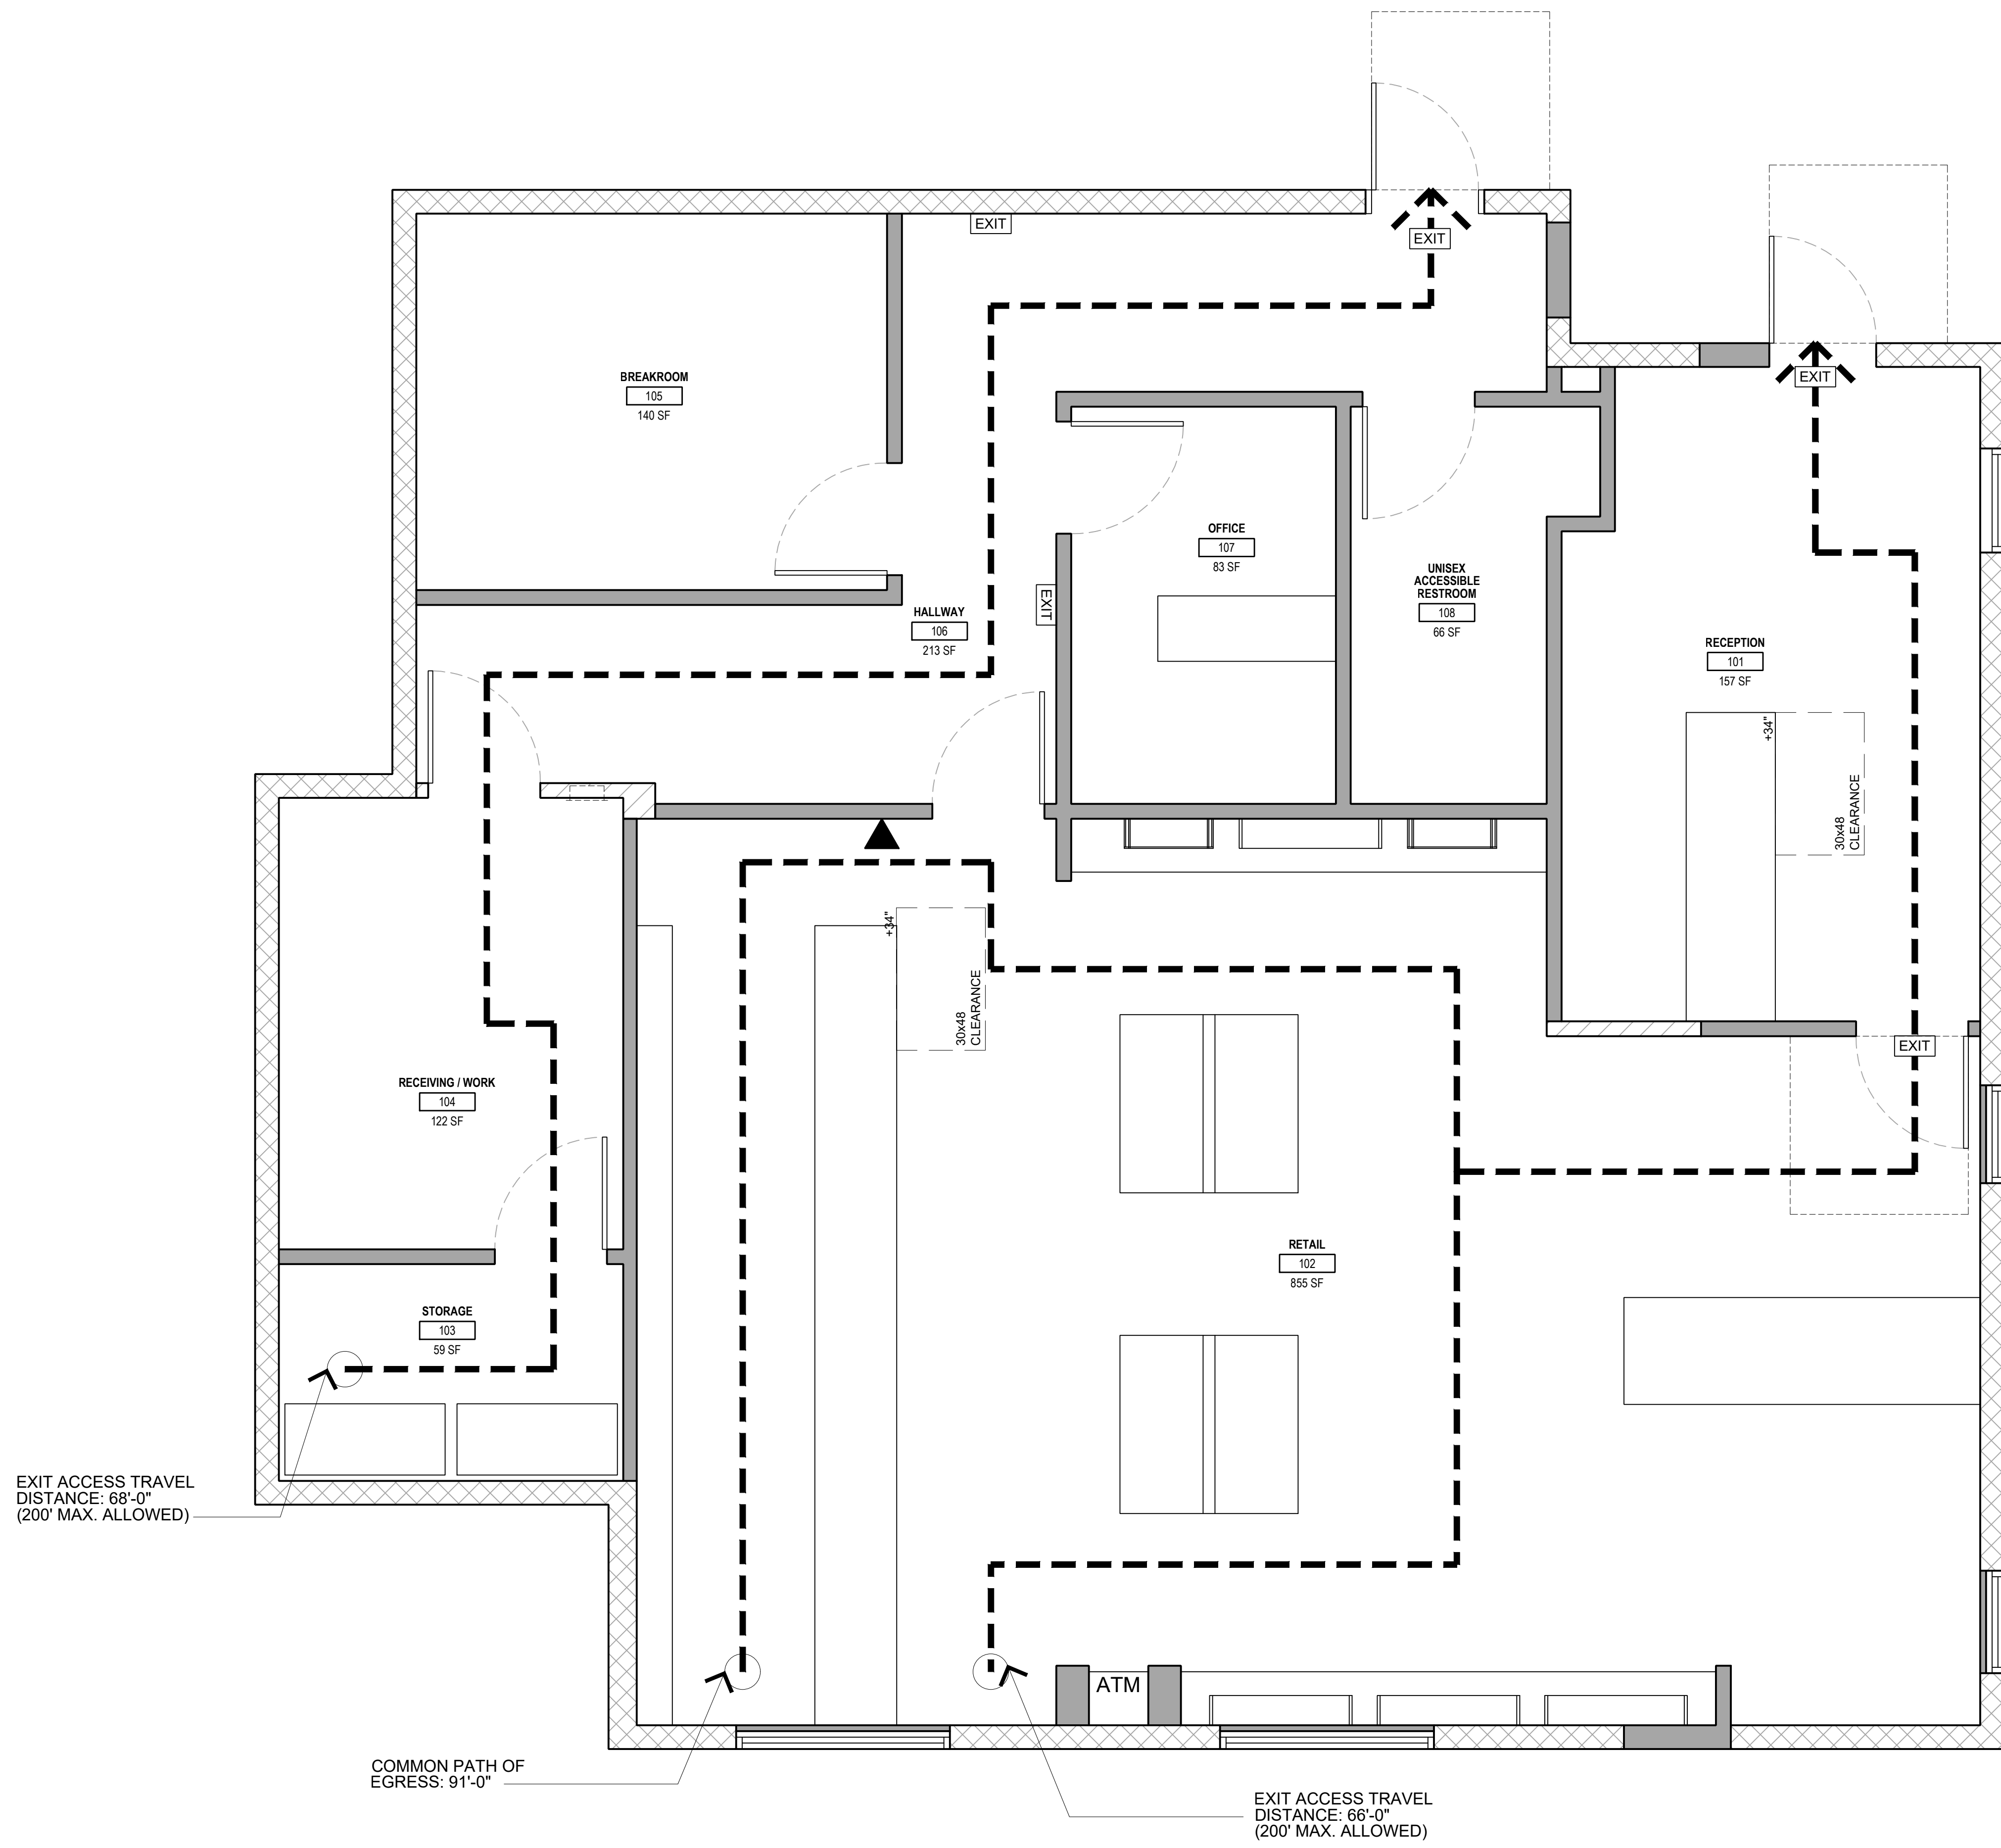 EXIT
EXIT
EXIT
BREAKROOM
105
140 SF
OFFICE
107
83 SF
UNISEX
ACCESSIBLE
RESTROOM
108
66 SF
EXIT
HALLWAY
106
213 SF
RECEPTION
101
157 SF
+34"
30x48
CLEARANCE
+34"
30x48
CLEARANCE
EXIT
RECEIVING / WORK
104
122 SF
RETAIL
102
855 SF
STORAGE
103
59 SF
EXIT ACCESS TRAVEL
DISTANCE: 68'-0"
(200' MAX. ALLOWED)
ATM
COMMON PATH OF
EGRESS: 91'-0"
EXIT ACCESS TRAVEL
DISTANCE: 66'-0"
(200' MAX. ALLOWED)